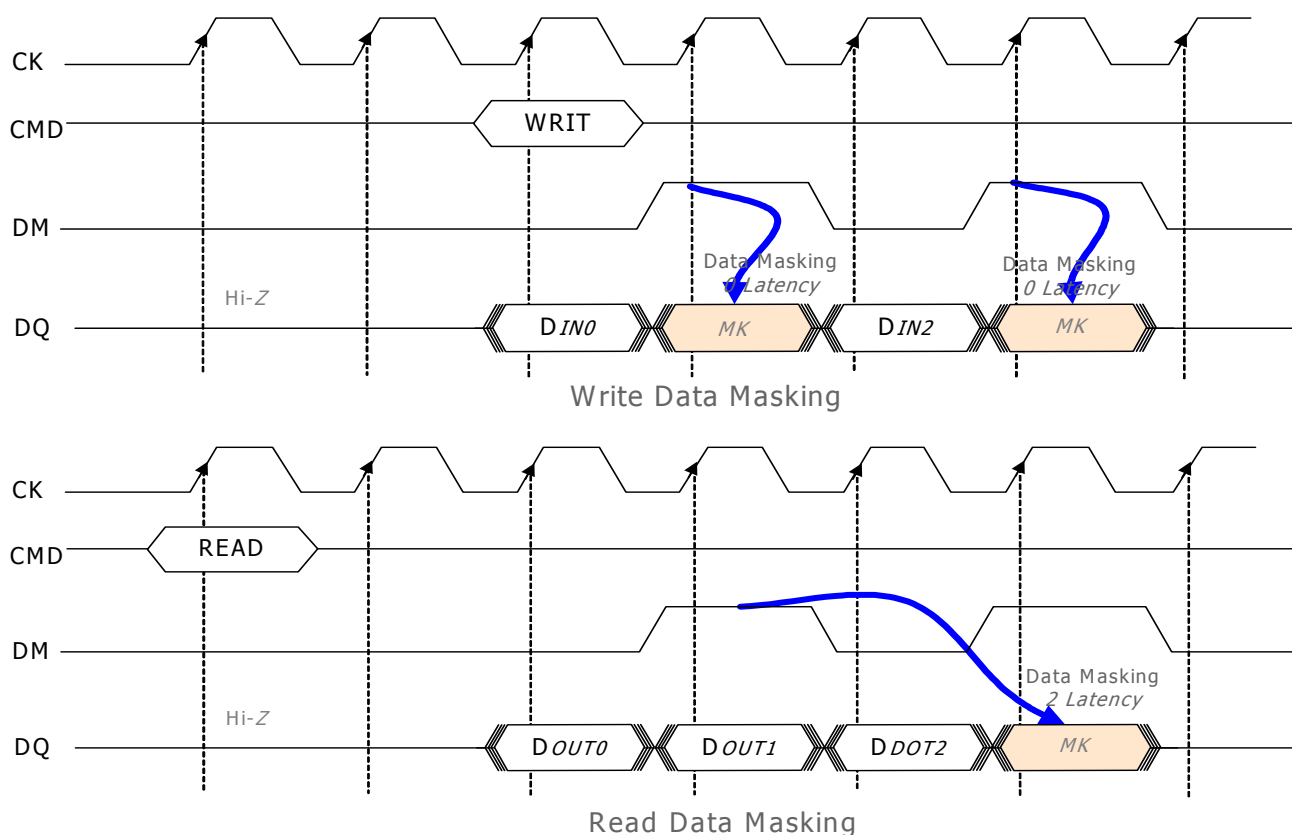 CK
CMD
WRIT
DM
Data Masking
0 Latency
Data Masking
0 Latency
Hi-Z
DQ
DIN0
MK
DIN2
MK
Write Data Masking
CK
CMD
READ
DM
Data Masking
2 Latency
Hi-Z
DQ
DOUT0
DOUT1
DDOT2
MK
Read Data Masking